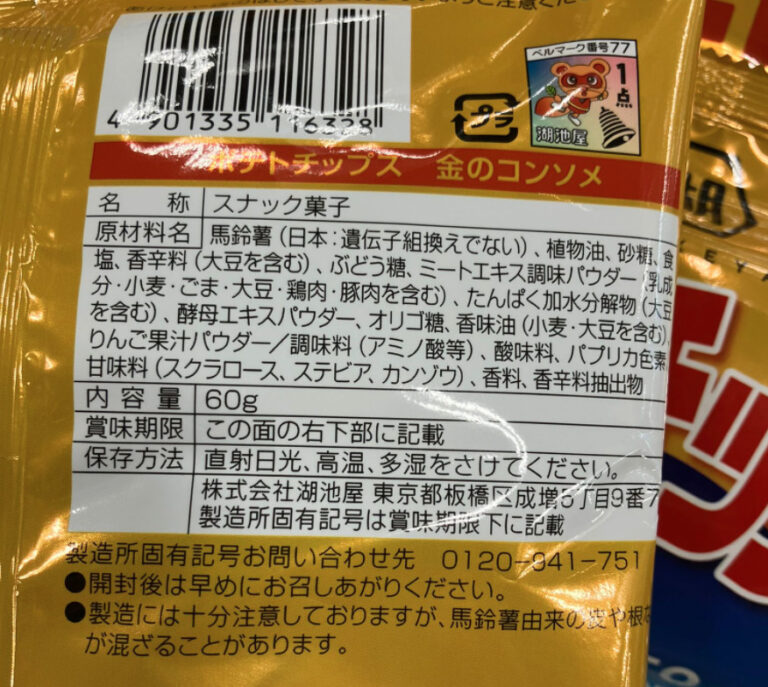 ベルマーク番号77
1点
湖池屋
プラ
4 901335 116328
ポテトチップス 金のコンソメ
名 称 スナック菓子
原材料名 馬鈴薯(日本:遺伝子組換えでない)、植物油、砂糖、食
塩、香辛料(大豆を含む)、ぶどう糖、ミートエキス調味パウダー(乳成
分・小麦・ごま・大豆・鶏肉・豚肉を含む)、たんぱく加水分解物(大豆
を含む)、酵母エキスパウダー、オリゴ糖、香味油(小麦・大豆を含む)、
りんご果汁パウダー/調味料(アミノ酸等)、酸味料、パプリカ色素、
甘味料(スクラロース、ステビア、カンゾウ)、香料、香辛料抽出物
内容量 60g
賞味期限 この面の右下部に記載
保存方法 直射日光、高温、多湿をさけてください。
株式会社湖池屋 東京都板橋区成増5丁目9番7
製造所固有記号は賞味期限下に記載
製造所固有記号お問い合わせ先 0120-941-751
●開封後は早めにお召しあがりください。
●製造には十分注意しておりますが、馬鈴薯由来の皮や根
が混ざることがあります。